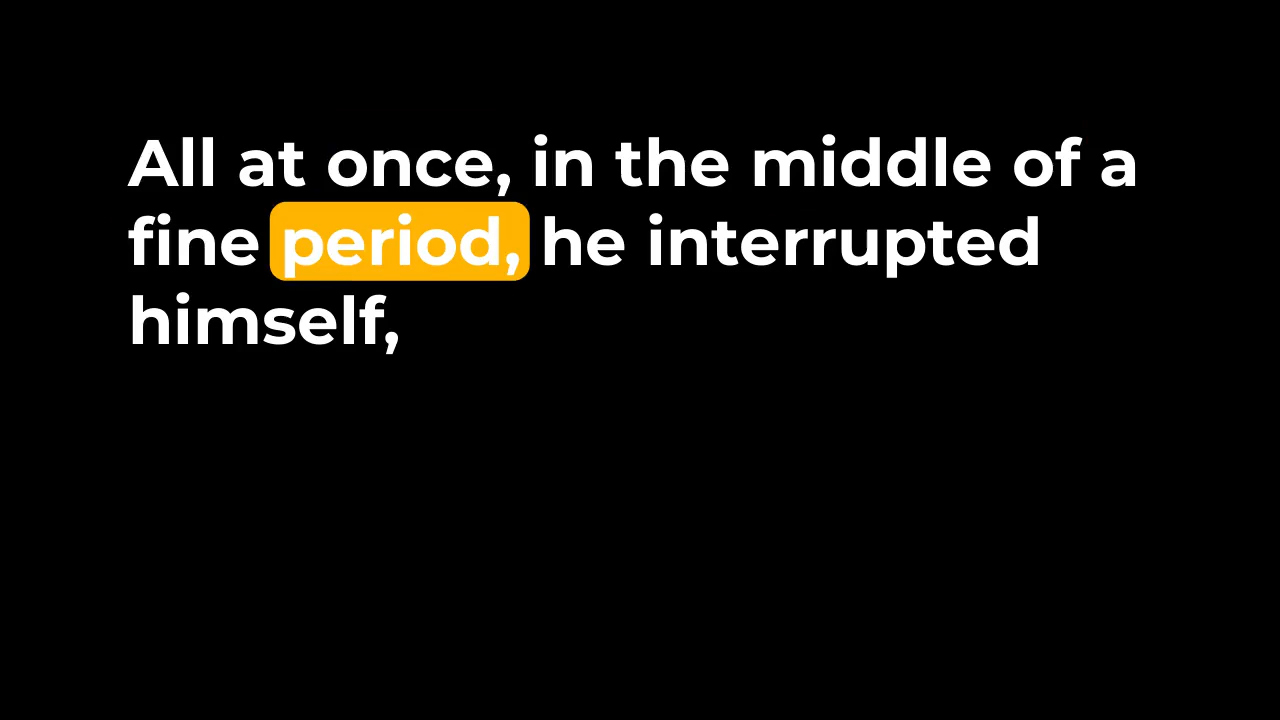 All at once, in the middle of a
fine period, he interrupted
himself,